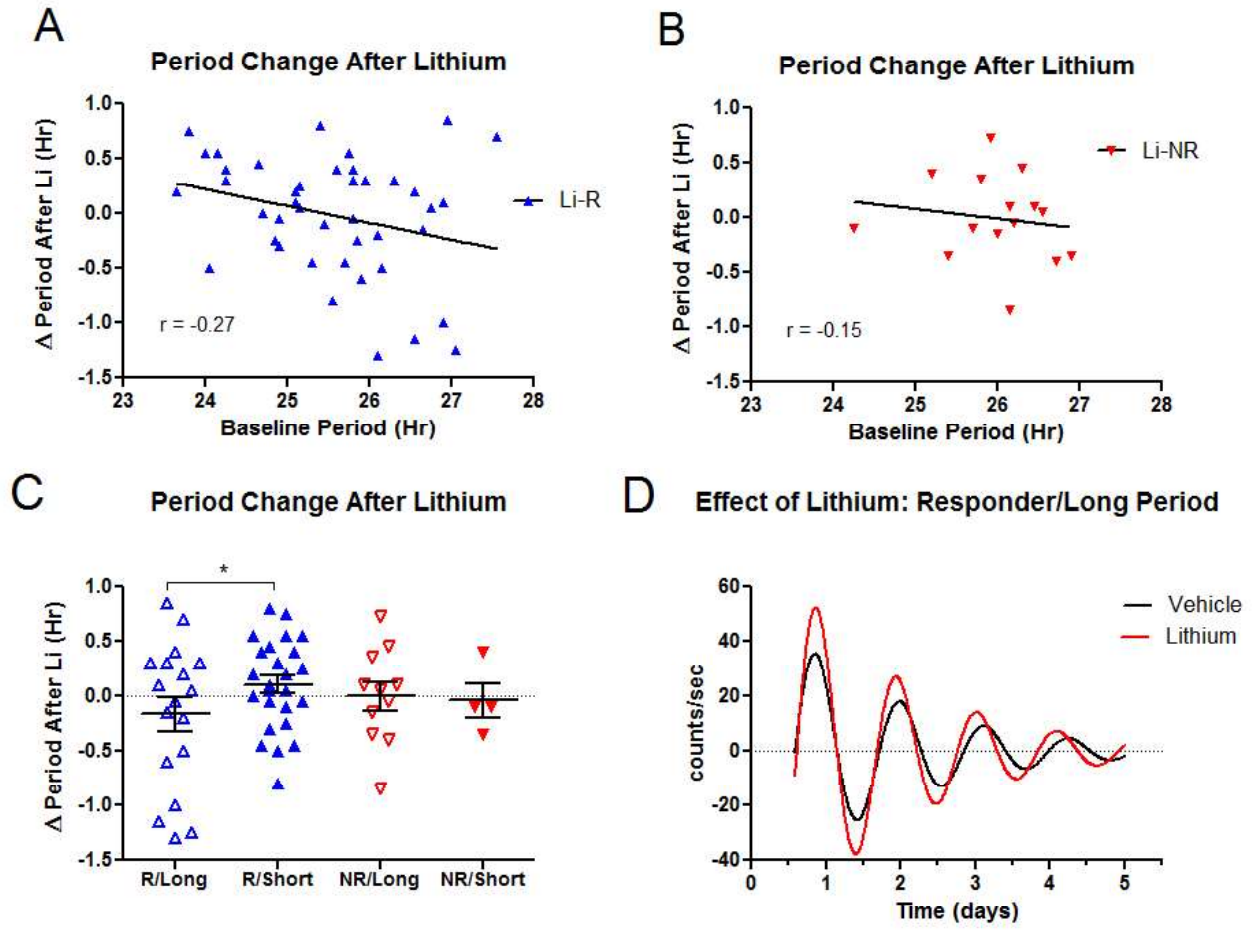 A
Period Change After Lithium
Δ Period After Li (Hr)
1.0
0.5
0.0
-0.5
-1.0
-1.5
Li-R
r = -0.27
23 24 25 26 27 28
Baseline Period (Hr)
B
Period Change After Lithium
Δ Period After Li (Hr)
1.0
0.5
0.0
-0.5
-1.0
-1.5
Li-NR
r = -0.15
23 24 25 26 27 28
Baseline Period (Hr)
C
Period Change After Lithium
Δ Period After Li (Hr)
*
1.0
0.5
0.0
-0.5
-1.0
-1.5
R/Long R/Short NR/Long NR/Short
D
Effect of Lithium: Responder/Long Period
counts/sec
60
40
20
0
-20
-40
Vehicle
Lithium
0 1 2 3 4 5
Time (days)